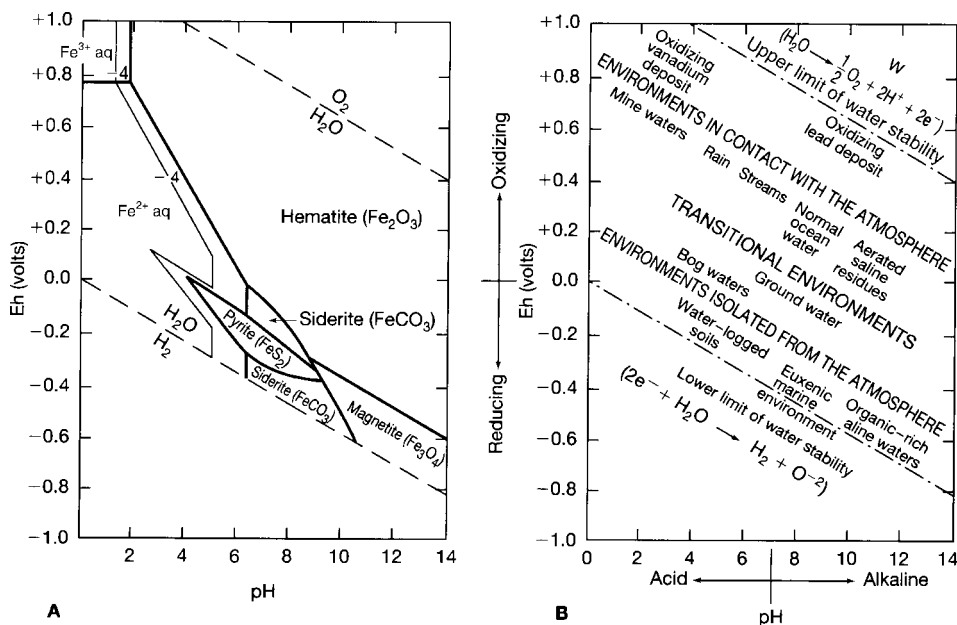 +1.0
+0.8
+0.6
+0.4
+0.2
0.0
−0.2
−0.4
−0.6
−0.8
−1.0
Eh (volts)
Fe³⁺ aq
−4
−4
Fe²⁺ aq
O₂
H₂O
Hematite (Fe₂O₃)
Siderite (FeCO₃)
Pyrite (FeS₂)
H₂O
H₂
Siderite (FeCO₃)
Magnetite (Fe₃O₄)
2 4 6 8 10 12 14
pH
A
+1.0
+0.8
+0.6
+0.4
+0.2
0.0
−0.2
−0.4
−0.6
−0.8
−1.0
Eh (volts)
Oxidizing
Reducing
(H₂O → ½O₂ + 2H⁺ + 2e⁻)
W
Upper limit of water stability
Oxidizing
vanadium
deposit
Oxidizing
lead deposit
ENVIRONMENTS IN CONTACT WITH THE ATMOSPHERE
Mine waters
Rain
Streams
Normal
ocean
water
Aerated
saline
residues
TRANSITIONAL ENVIRONMENTS
Bog waters
Ground water
ENVIRONMENTS ISOLATED FROM THE ATMOSPHERE
Water-logged
soils
Euxenic
marine
environment
Organic-rich
aline waters
Lower limit of water stability
(2e⁻ + H₂O → H₂ + O⁻²)
0 2 4 6 8 10 12 14
Acid
Alkaline
pH
B